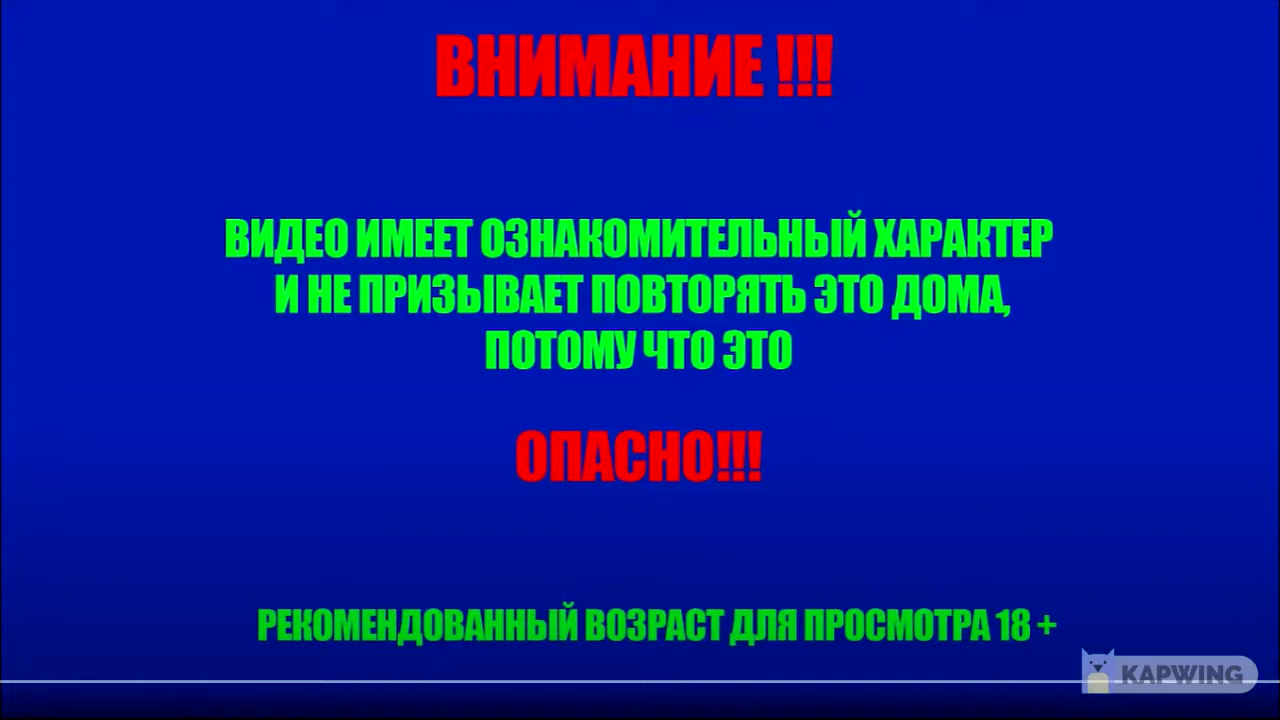 ВНИМАНИЕ !!!
ВИДЕО ИМЕЕТ ОЗНАКОМИТЕЛЬНЫЙ ХАРАКТЕР
И НЕ ПРИЗЫВАЕТ ПОВТОРЯТЬ ЭТО ДОМА,
ПОТОМУ ЧТО ЭТО
ОПАСНО!!!
РЕКОМЕНДОВАННЫЙ ВОЗРАСТ ДЛЯ ПРОСМОТРА 18 +
KAPWING